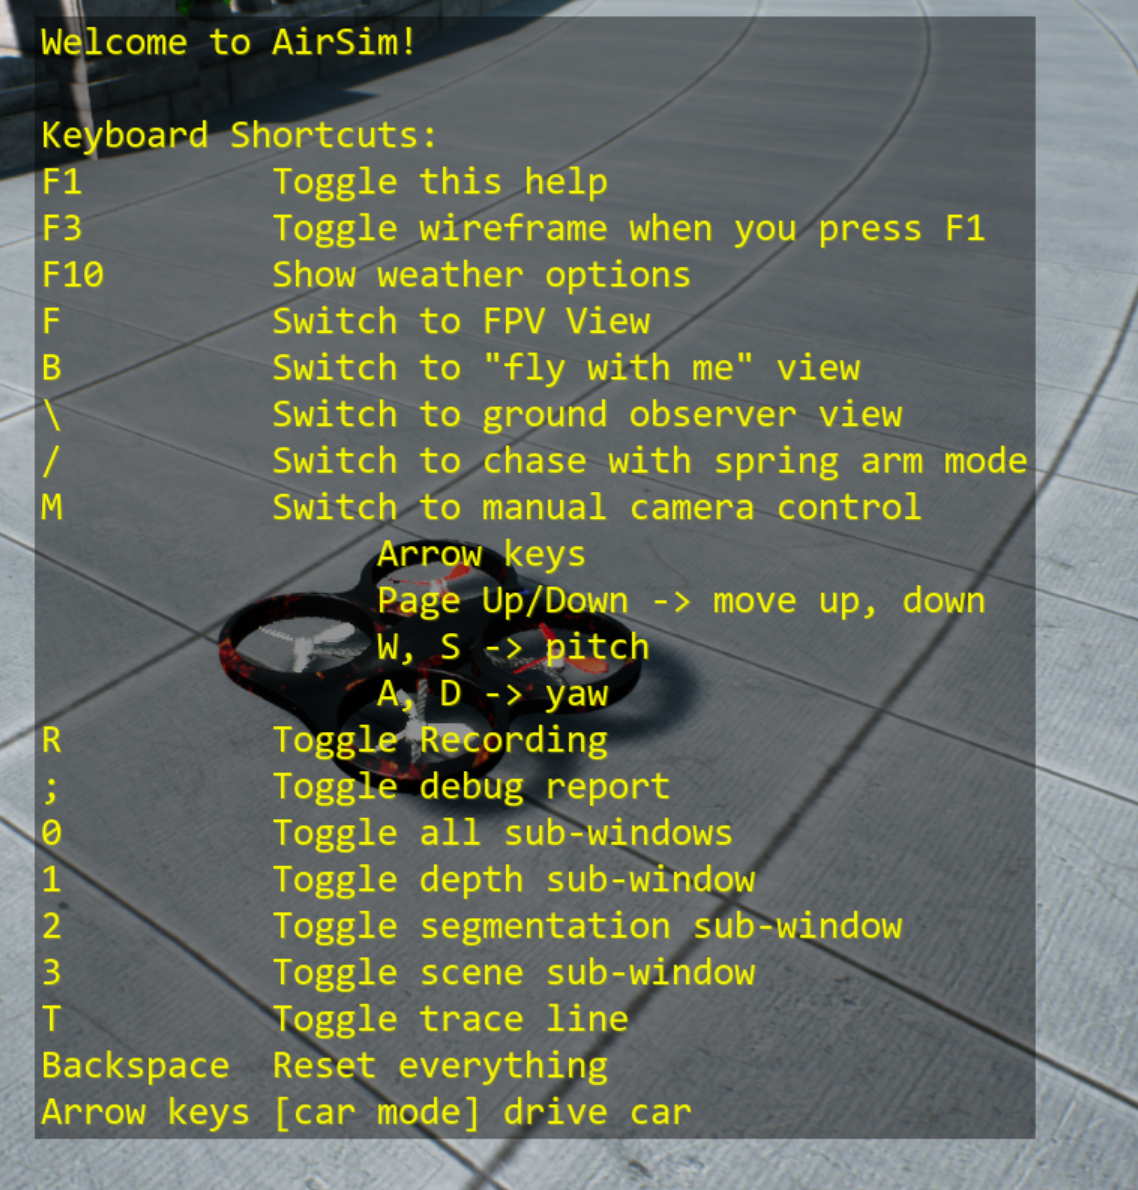 Welcome to AirSim!
Keyboard Shortcuts:
F1 Toggle this help
F3 Toggle wireframe when you press F1
F10 Show weather options
F Switch to FPV View
B Switch to "fly with me" view
\ Switch to ground observer view
/ Switch to chase with spring arm mode
M Switch to manual camera control
Arrow keys
Page Up/Down -> move up, down
W, S -> pitch
A, D -> yaw
R Toggle Recording
; Toggle debug report
0 Toggle all sub-windows
1 Toggle depth sub-window
2 Toggle segmentation sub-window
3 Toggle scene sub-window
T Toggle trace line
Backspace Reset everything
Arrow keys [car mode] drive car